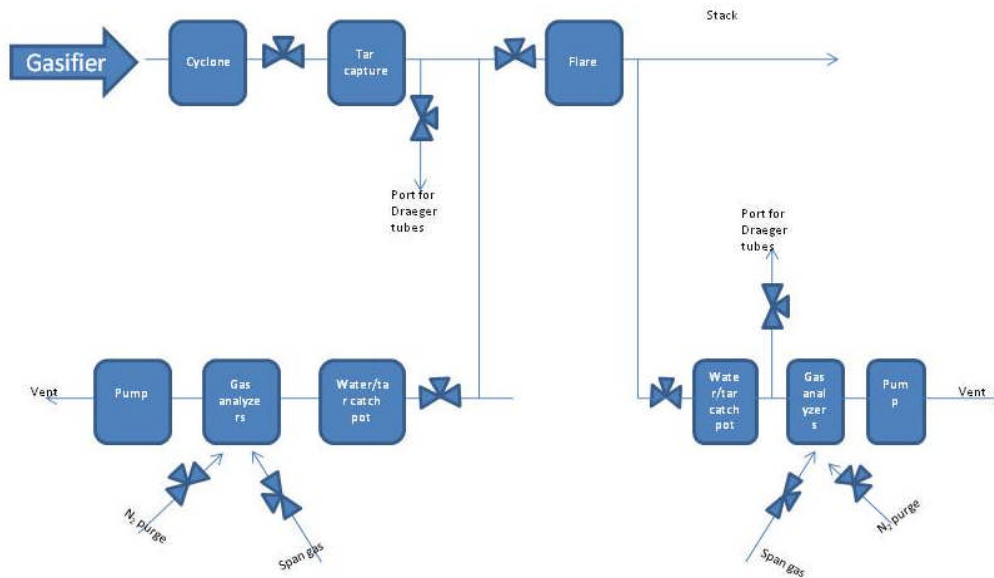 Stack
Gasifier
Cyclone
Tar
capture
Flare
Port for
Draeger
tubes
Port for
Draeger
tubes
Vent
Pump
Gas
analyze
rs
Water/ta
r catch
pot
Wate
r/tar
catch
pot
Gas
anal
yzer
s
Pum
p
Vent
N₂ purge
Span gas
Span gas
N₂ purge